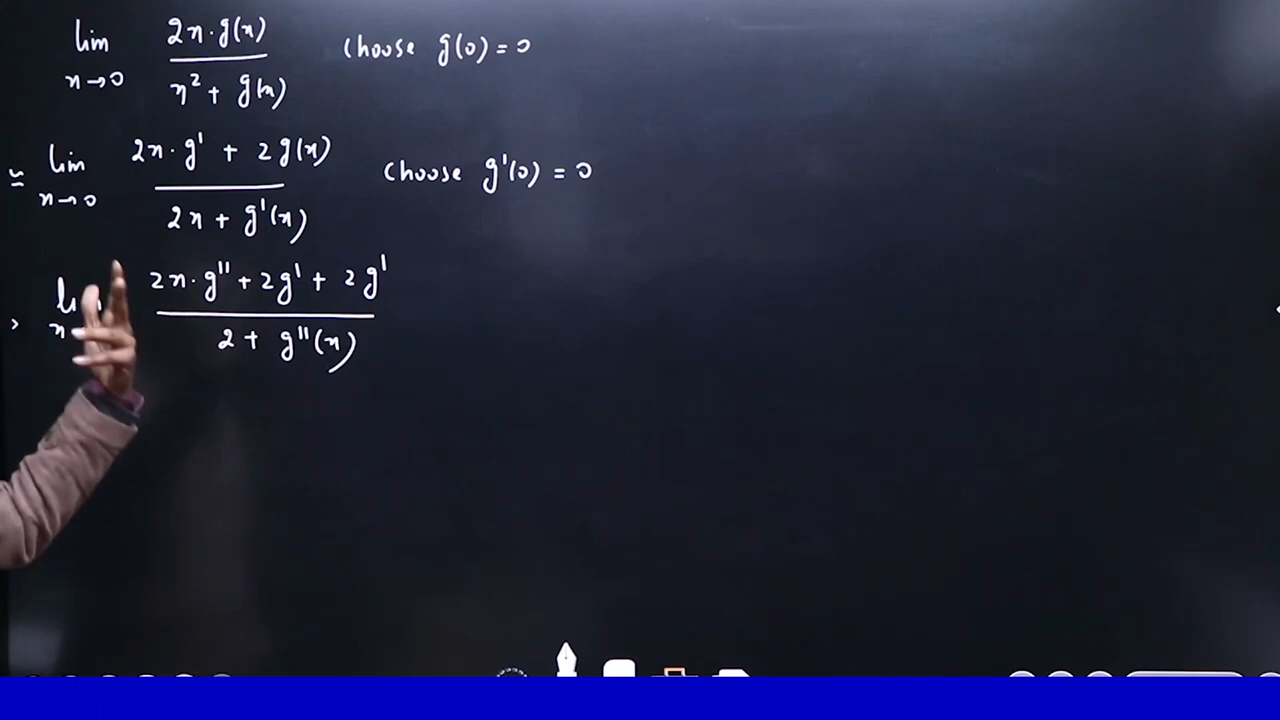 lim x→0 2x·g(x) / x² + g(x) choose g(0) = 0
≅ lim x→0 2x·g' + 2g(x) / 2x + g'(x) choose g'(0) = 0
2x·g'' + 2g' + 2g' / 2 + g''(x)